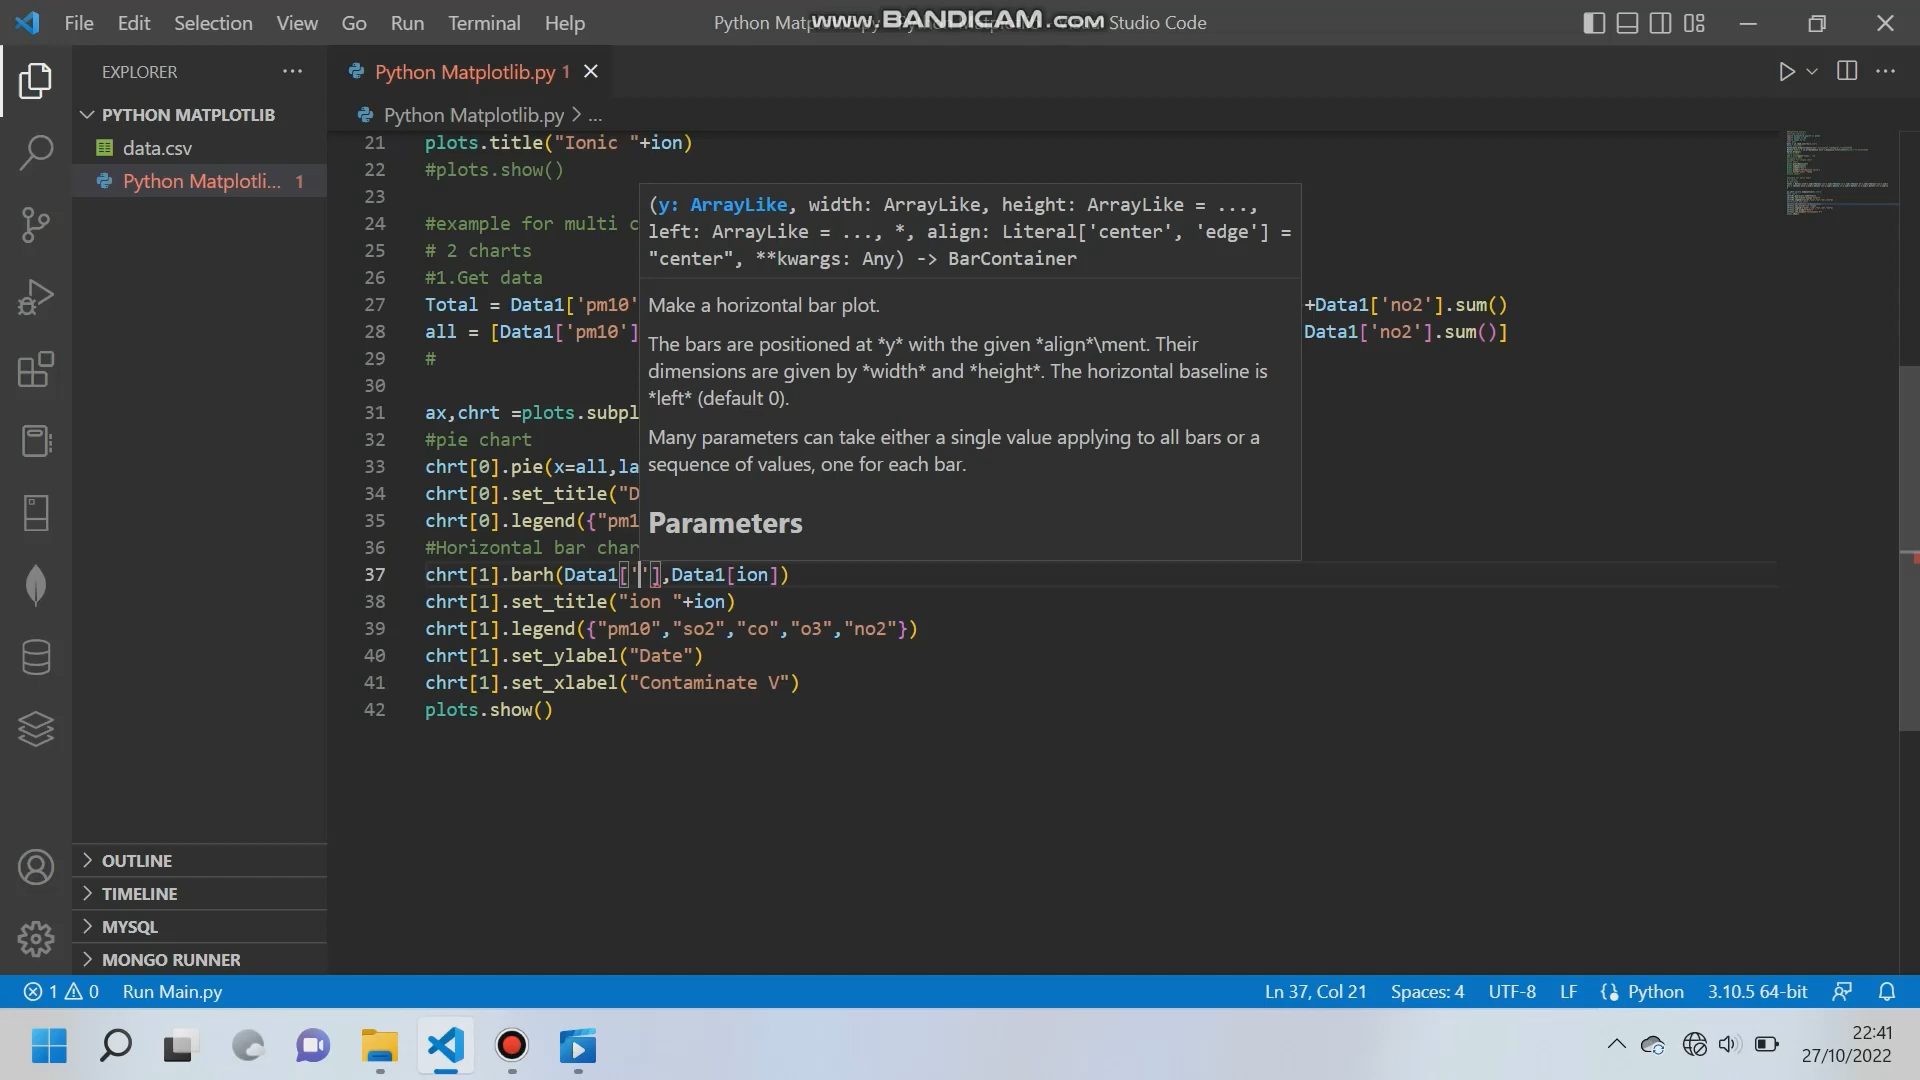 File Edit Selection View Go Run Terminal Help
www.BANDICAM.com
Python Matp
Studio Code
EXPLORER
PYTHON MATPLOTLIB
data.csv
Python Matplotli... 1
OUTLINE
TIMELINE
MYSQL
MONGO RUNNER
Python Matplotlib.py 1
Python Matplotlib.py > ...
21 plots.title("Ionic "+ion)
22 #plots.show()
23
24 #example for multi c
25 # 2 charts
26 #1.Get data
27 Total = Data1['pm10' +Data1['no2'].sum()
28 all = [Data1['pm10'] Data1['no2'].sum()]
29 #
30
31 ax,chrt =plots.subpl
32 #pie chart
33 chrt[0].pie(x=all,la
34 chrt[0].set_title("D
35 chrt[0].legend({"pm1
36 #Horizontal bar char
37 chrt[1].barh(Data1[''],Data1[ion])
38 chrt[1].set_title("ion "+ion)
39 chrt[1].legend({"pm10","so2","co","o3","no2"})
40 chrt[1].set_ylabel("Date")
41 chrt[1].set_xlabel("Contaminate V")
42 plots.show()
(y: ArrayLike, width: ArrayLike, height: ArrayLike = ...,
left: ArrayLike = ..., *, align: Literal['center', 'edge'] =
"center", **kwargs: Any) -> BarContainer
Make a horizontal bar plot.
The bars are positioned at *y* with the given *align*\ment. Their
dimensions are given by *width* and *height*. The horizontal baseline is
*left* (default 0).
Many parameters can take either a single value applying to all bars or a
sequence of values, one for each bar.
Parameters
1 0 Run Main.py
Ln 37, Col 21 Spaces: 4 UTF-8 LF Python 3.10.5 64-bit
22:41
27/10/2022